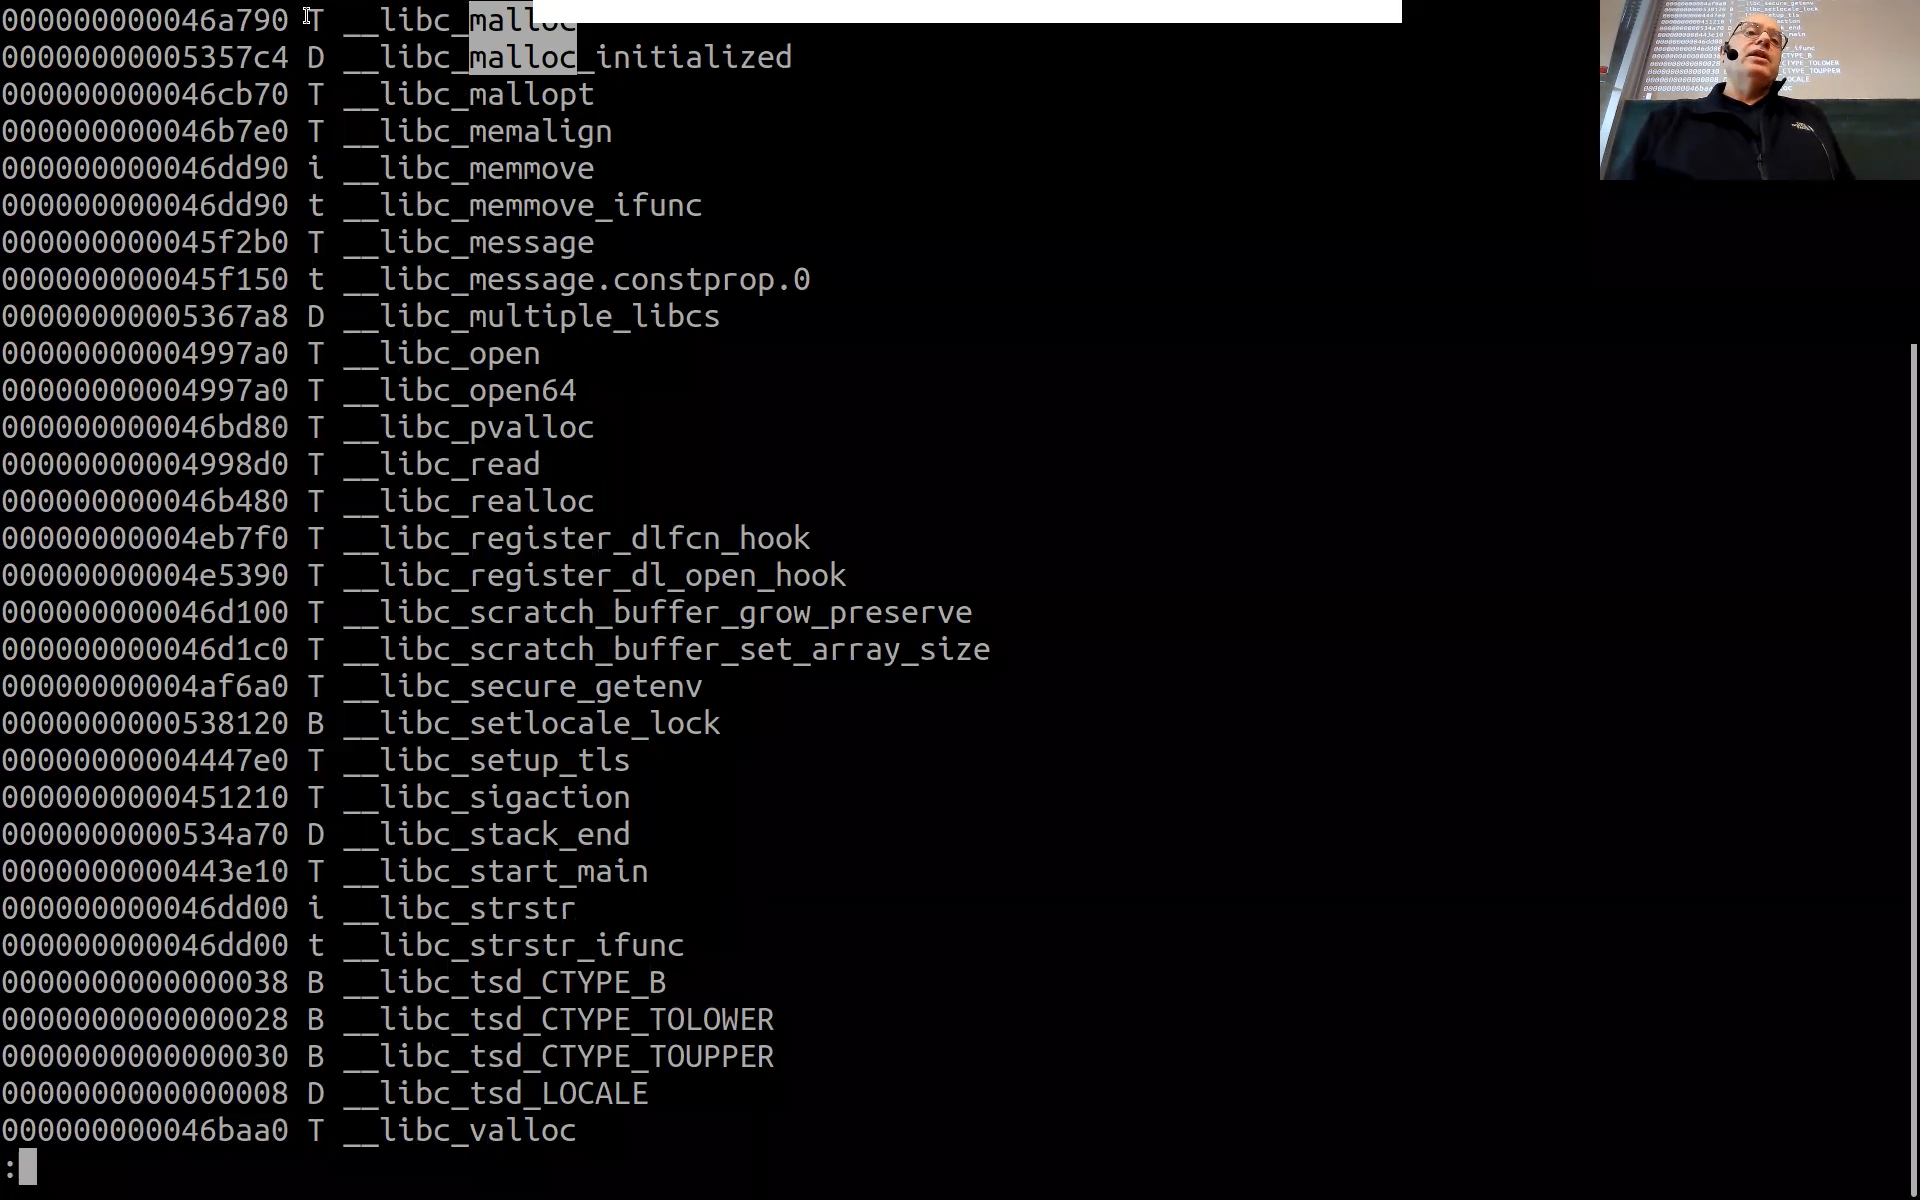 000000000046a790 T __libc_malloc
00000000005357c4 D __libc_malloc_initialized
000000000046cb70 T __libc_mallopt
000000000046b7e0 T __libc_memalign
000000000046dd90 i __libc_memmove
000000000046dd90 t __libc_memmove_ifunc
000000000045f2b0 T __libc_message
000000000045f150 t __libc_message.constprop.0
00000000005367a8 D __libc_multiple_libcs
00000000004997a0 T __libc_open
00000000004997a0 T __libc_open64
000000000046bd80 T __libc_pvalloc
00000000004998d0 T __libc_read
000000000046b480 T __libc_realloc
00000000004eb7f0 T __libc_register_dlfcn_hook
00000000004e5390 T __libc_register_dl_open_hook
000000000046d100 T __libc_scratch_buffer_grow_preserve
000000000046d1c0 T __libc_scratch_buffer_set_array_size
00000000004af6a0 T __libc_secure_getenv
0000000000538120 B __libc_setlocale_lock
00000000004447e0 T __libc_setup_tls
0000000000451210 T __libc_sigaction
0000000000534a70 D __libc_stack_end
0000000000443e10 T __libc_start_main
000000000046dd00 i __libc_strstr
000000000046dd00 t __libc_strstr_ifunc
0000000000000038 B __libc_tsd_CTYPE_B
0000000000000028 B __libc_tsd_CTYPE_TOLOWER
0000000000000030 B __libc_tsd_CTYPE_TOUPPER
0000000000000008 D __libc_tsd_LOCALE
000000000046baa0 T __libc_valloc
: